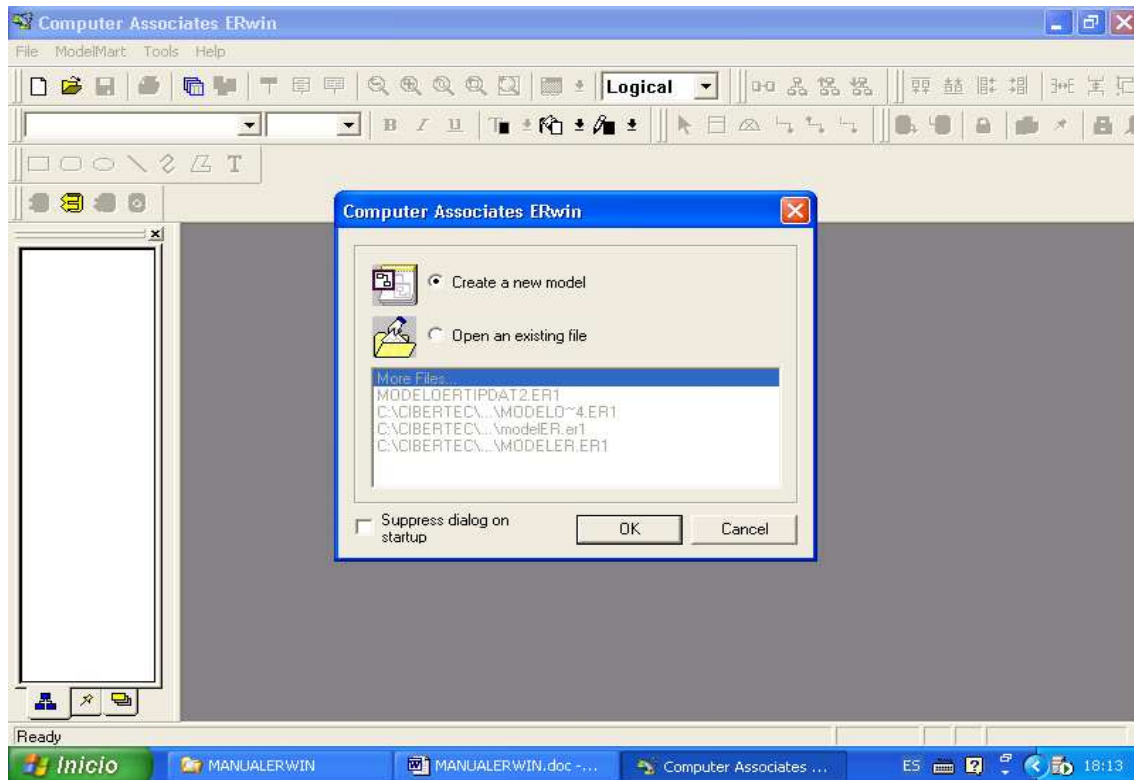 Computer Associates ERwin
File ModelMart Tools Help
Logical
B I U T
T
Computer Associates ERwin
Create a new model
Open an existing file
More Files...
MODELOERTIPDAT2.ER1
C:\CIBERTEC\...\MODELO~4.ER1
C:\CIBERTEC\...\modelER.er1
C:\CIBERTEC\...\MODELER.ER1
Suppress dialog on
startup
OK Cancel
Ready
Inicio MANUALERWIN MANUALERWIN.doc -... Computer Associates ... ES 18:13